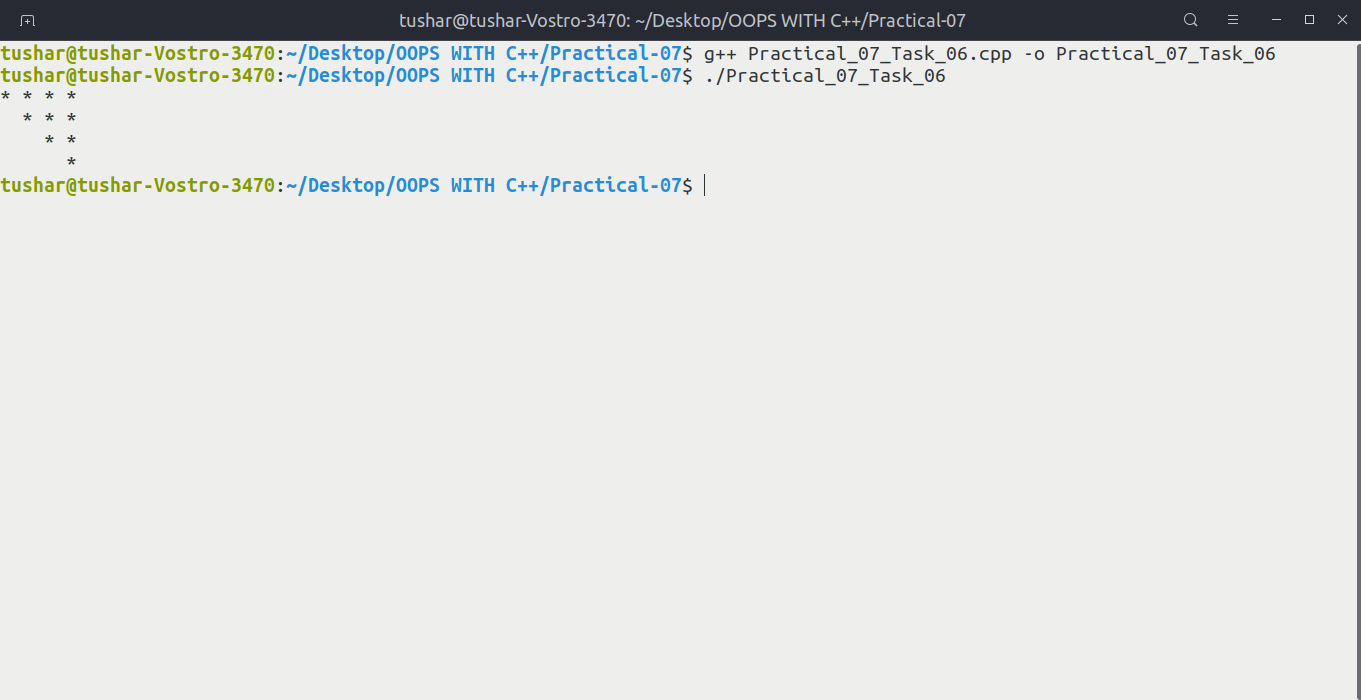 tushar@tushar-Vostro-3470: ~/Desktop/OOPS WITH C++/Practical-07
tushar@tushar-Vostro-3470:~/Desktop/OOPS WITH C++/Practical-07$ g++ Practical_07_Task_06.cpp -o Practical_07_Task_06
tushar@tushar-Vostro-3470:~/Desktop/OOPS WITH C++/Practical-07$ ./Practical_07_Task_06
* * * *
  * * *
    * *
      *
tushar@tushar-Vostro-3470:~/Desktop/OOPS WITH C++/Practical-07$